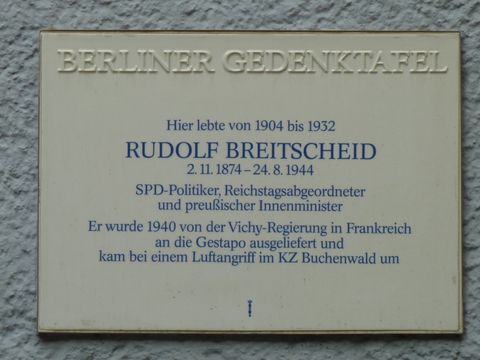 BERLINER GEDENKTAFEL
Hier lebte von 1904 bis 1932
RUDOLF BREITSCHEID
2. 11. 1874 – 24. 8. 1944
SPD-Politiker, Reichstagsabgeordneter
und preußischer Innenminister
Er wurde 1940 von der Vichy-Regierung in Frankreich
an die Gestapo ausgeliefert und
kam bei einem Luftangriff im KZ Buchenwald um